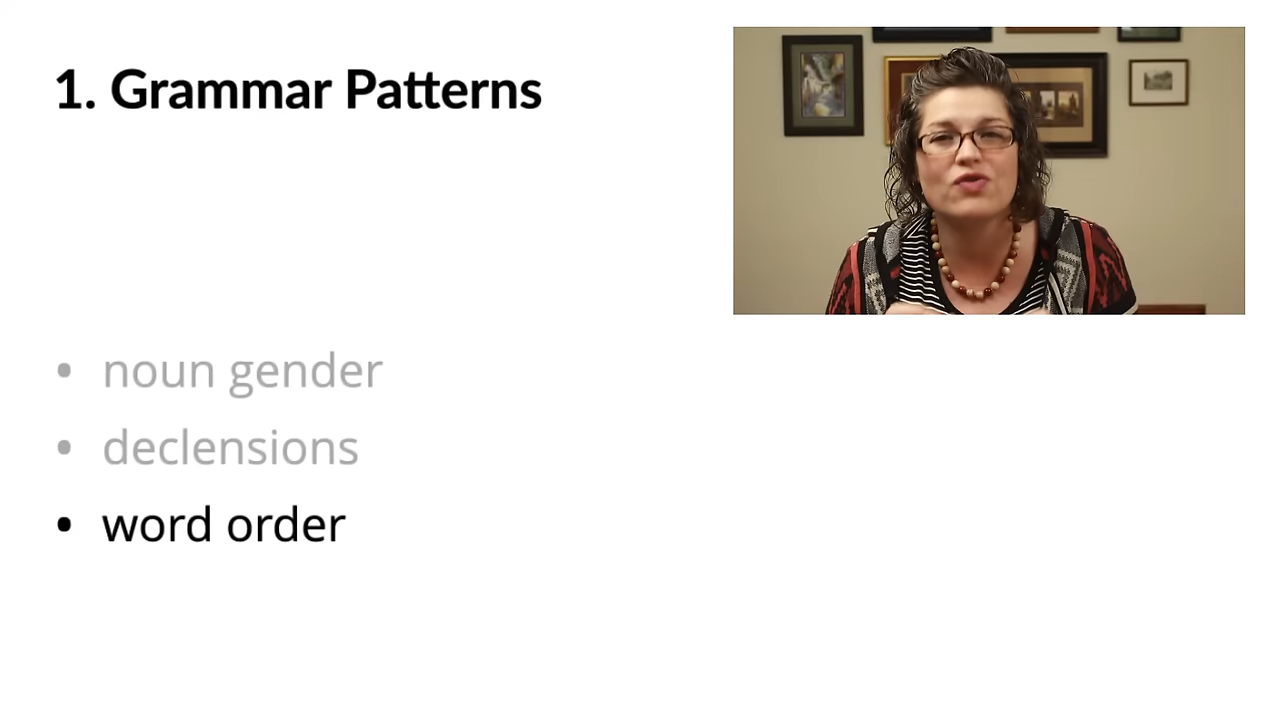 1. Grammar Patterns
• noun gender
• declensions
• word order